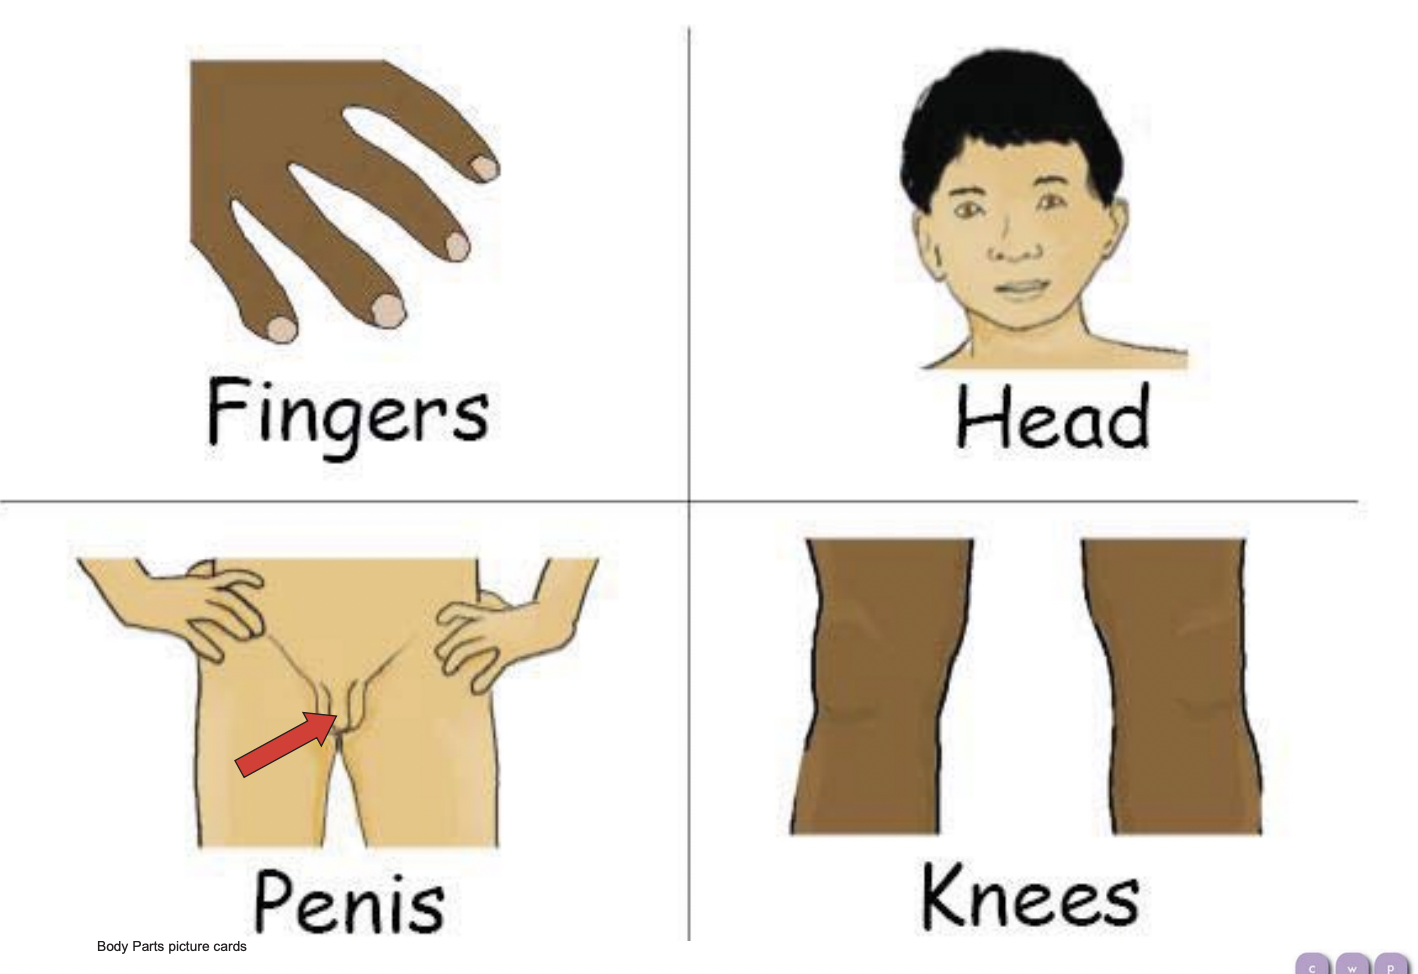 Fingers
Head
Penis
Knees
Body Parts picture cards
c w p